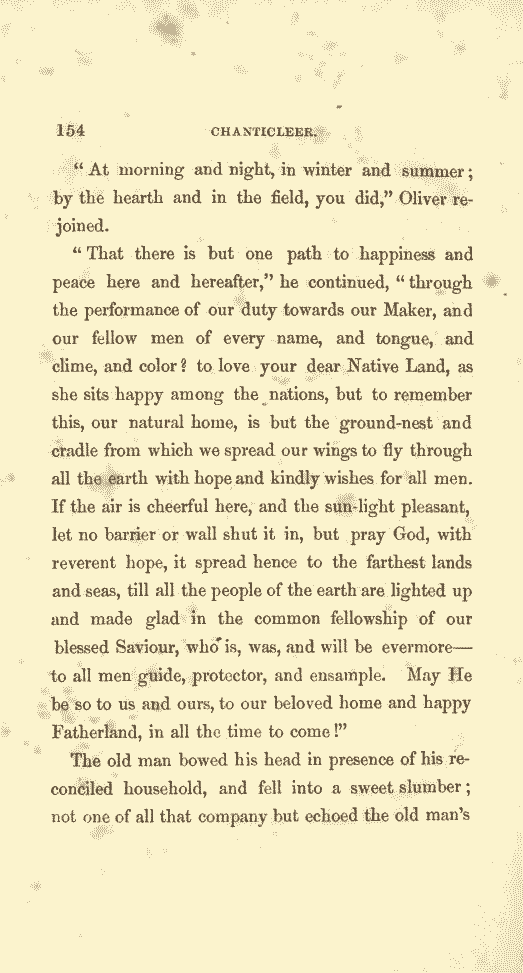 154 CHANTICLEER.
“ At morning and night, in winter and summer ;
by the hearth and in the field, you did,” Oliver re-
joined.
“ That there is but one path to happiness and
peace here and hereafter,” he continued, “ through
the performance of our duty towards our Maker, and
our fellow men of every name, and tongue, and
clime, and color? to love your dear Native Land, as
she sits happy among the nations, but to remember
this, our natural home, is but the ground-nest and
cradle from which we spread our wings to fly through
all the earth with hope and kindly wishes for all men.
If the air is cheerful here, and the sun-light pleasant,
let no barrier or wall shut it in, but pray God, with
reverent hope, it spread hence to the farthest lands
and seas, till all the people of the earth are lighted up
and made glad in the common fellowship of our
blessed Saviour, who is, was, and will be evermore—
to all men guide, protector, and ensample. May He
be so to us and ours, to our beloved home and happy
Fatherland, in all the time to come !”
The old man bowed his head in presence of his re-
conciled household, and fell into a sweet slumber ;
not one of all that company but echoed the old man’s